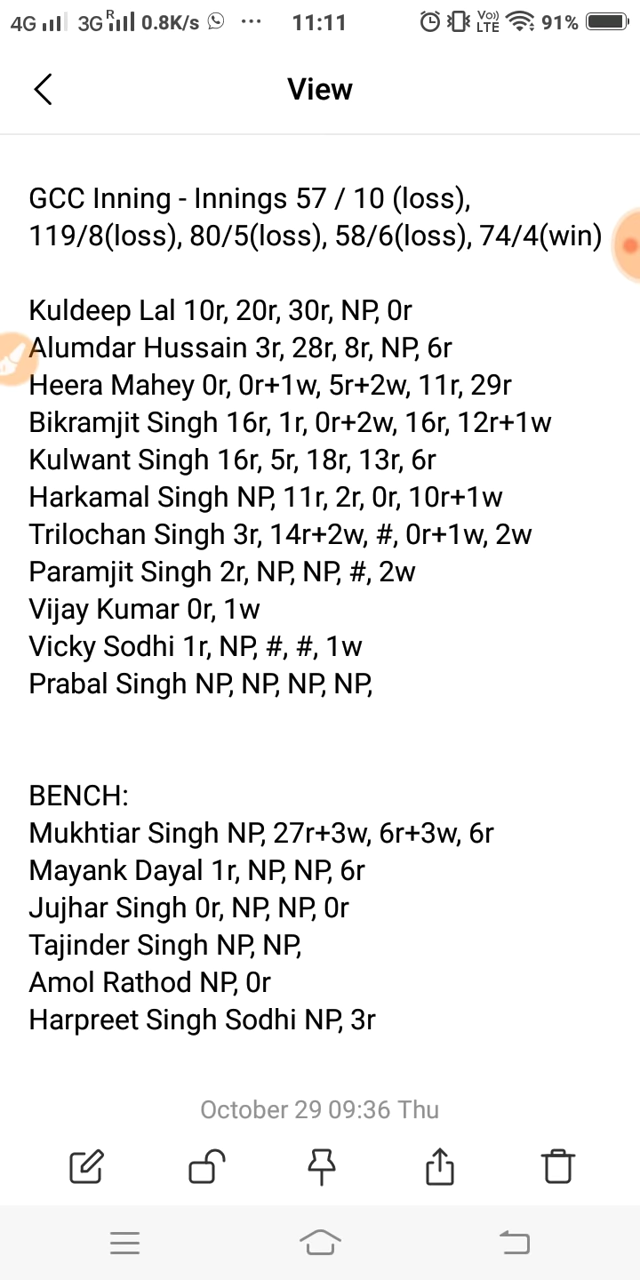 4G 3G R 0.8K/s ... 11:11 Vo)) LTE 91%
View
GCC Inning - Innings 57 / 10 (loss),
119/8(loss), 80/5(loss), 58/6(loss), 74/4(win)
Kuldeep Lal 10r, 20r, 30r, NP, 0r
Alumdar Hussain 3r, 28r, 8r, NP, 6r
Heera Mahey 0r, 0r+1w, 5r+2w, 11r, 29r
Bikramjit Singh 16r, 1r, 0r+2w, 16r, 12r+1w
Kulwant Singh 16r, 5r, 18r, 13r, 6r
Harkamal Singh NP, 11r, 2r, 0r, 10r+1w
Trilochan Singh 3r, 14r+2w, #, 0r+1w, 2w
Paramjit Singh 2r, NP, NP, #, 2w
Vijay Kumar 0r, 1w
Vicky Sodhi 1r, NP, #, #, 1w
Prabal Singh NP, NP, NP, NP,
BENCH:
Mukhtiar Singh NP, 27r+3w, 6r+3w, 6r
Mayank Dayal 1r, NP, NP, 6r
Jujhar Singh 0r, NP, NP, 0r
Tajinder Singh NP, NP,
Amol Rathod NP, 0r
Harpreet Singh Sodhi NP, 3r
October 29 09:36 Thu